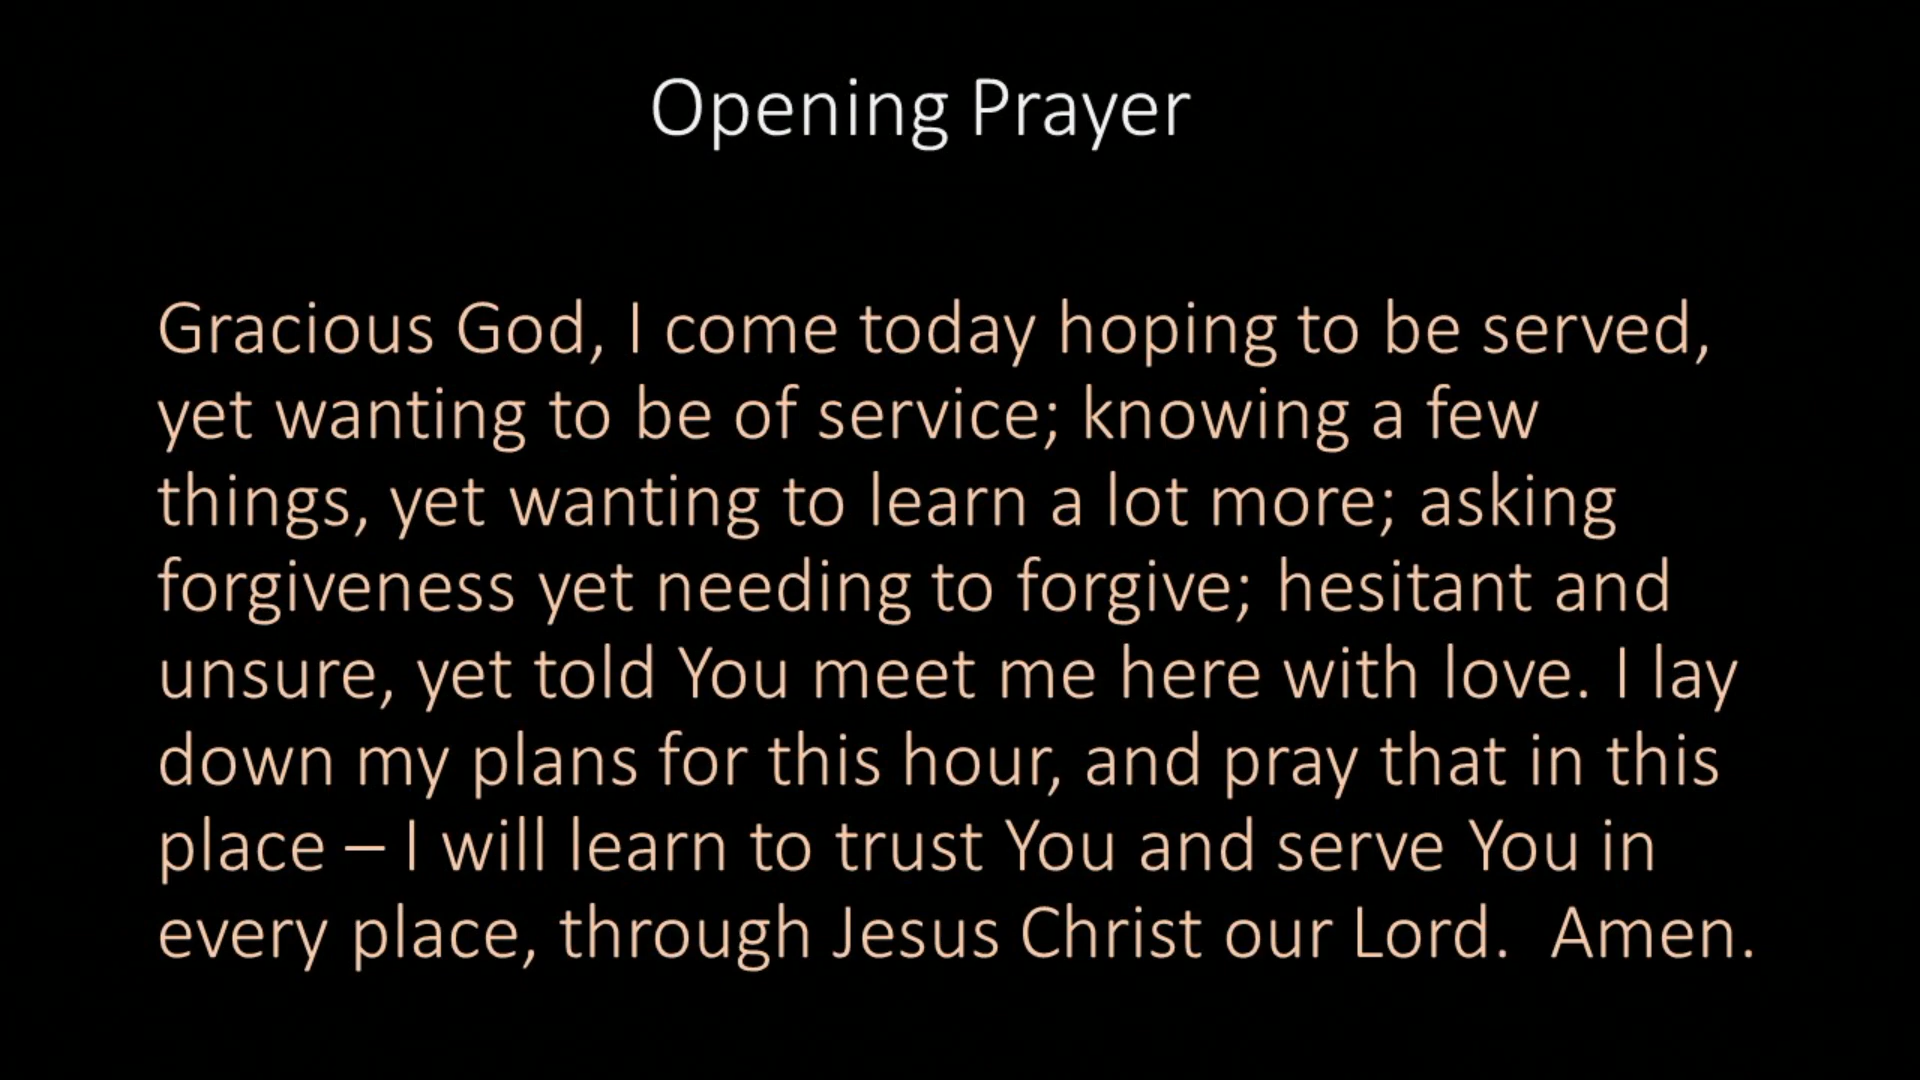 Opening Prayer
Gracious God, I come today hoping to be served,
yet wanting to be of service; knowing a few
things, yet wanting to learn a lot more; asking
forgiveness yet needing to forgive; hesitant and
unsure, yet told You meet me here with love. I lay
down my plans for this hour, and pray that in this
place – I will learn to trust You and serve You in
every place, through Jesus Christ our Lord.  Amen.